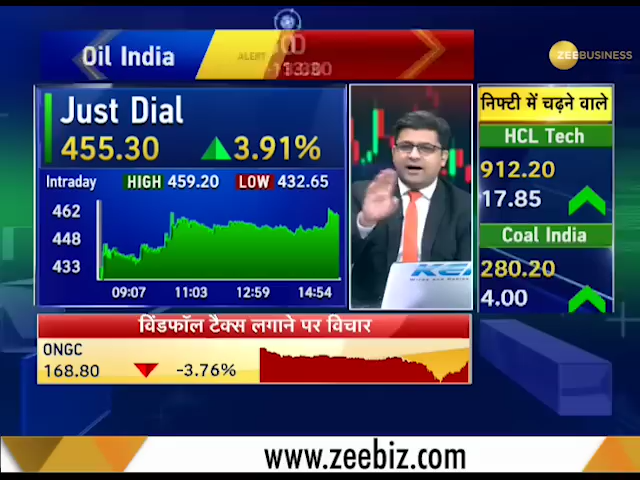 Oil India
ALERT
ZEEBUSINESS
Just Dial
455.30 3.91%
Intraday HIGH 459.20 LOW 432.65
462
448
433
09:07 11:03 12:59 14:54
निफ्टी में चढ़ने वाले
HCL Tech
912.20
17.85
Coal India
280.20
4.00
विंडफॉल टैक्स लगाने पर विचार
ONGC
168.80 -3.76%
www.zeebiz.com